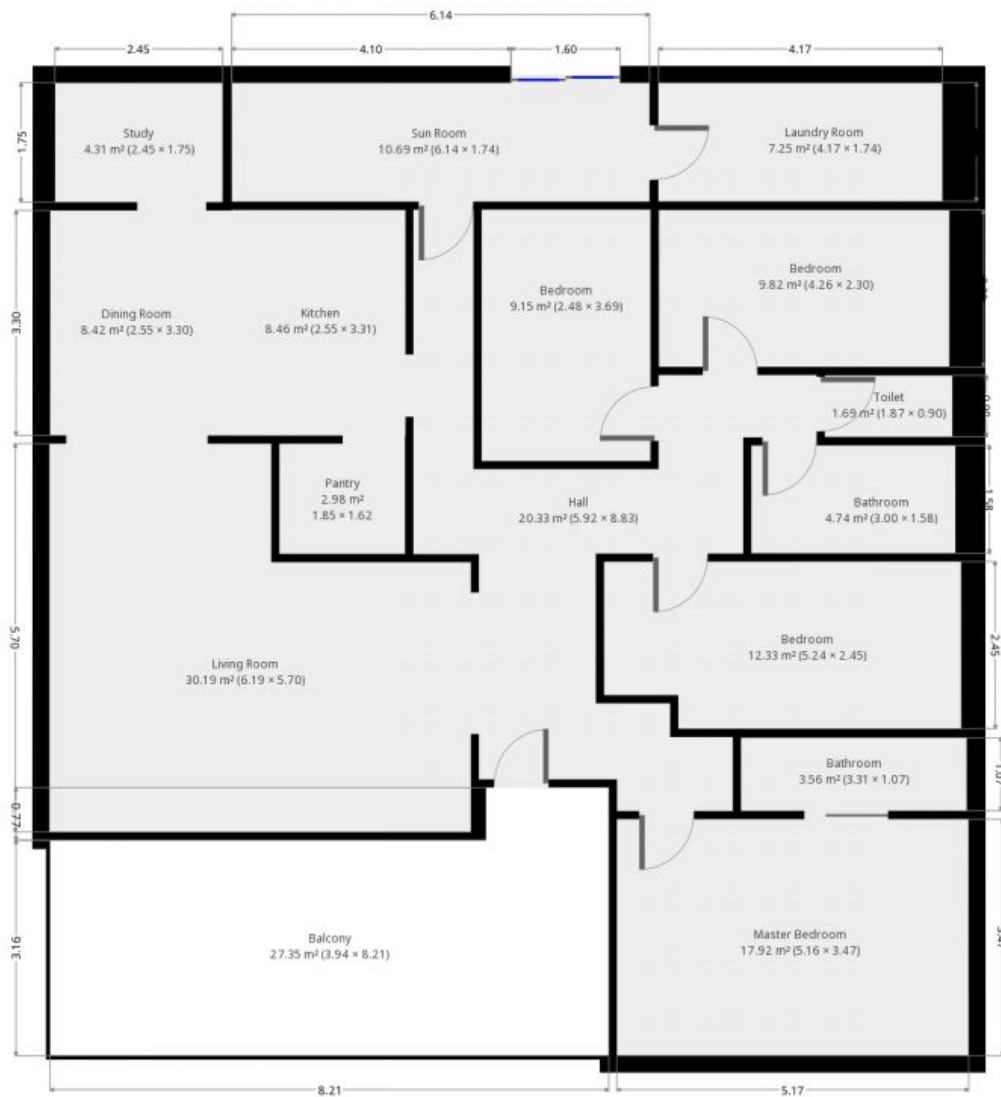 6.14
2.45
4.10
1.60
4.17
1.75
Study
4.31 m² (2.45 × 1.75)
Sun Room
10.69 m² (6.14 × 1.74)
Laundry Room
7.25 m² (4.17 × 1.74)
3.30
Dining Room
8.42 m² (2.55 × 3.30)
Kitchen
8.46 m² (2.55 × 3.31)
Bedroom
9.15 m² (2.48 × 3.69)
Bedroom
9.82 m² (4.26 × 2.30)
Toilet
1.69 m² (1.87 × 0.90)
Pantry
2.98 m²
1.85 × 1.62
Hall
20.33 m² (5.92 × 8.83)
Bathroom
4.74 m² (3.00 × 1.58)
1.58
5.70
Living Room
30.19 m² (6.19 × 5.70)
Bedroom
12.33 m² (5.24 × 2.45)
2.45
Bathroom
3.56 m² (3.31 × 1.07)
1.07
0.77
3.16
Balcony
27.35 m² (3.94 × 8.21)
Master Bedroom
17.92 m² (5.16 × 3.47)
3.47
8.21
5.17